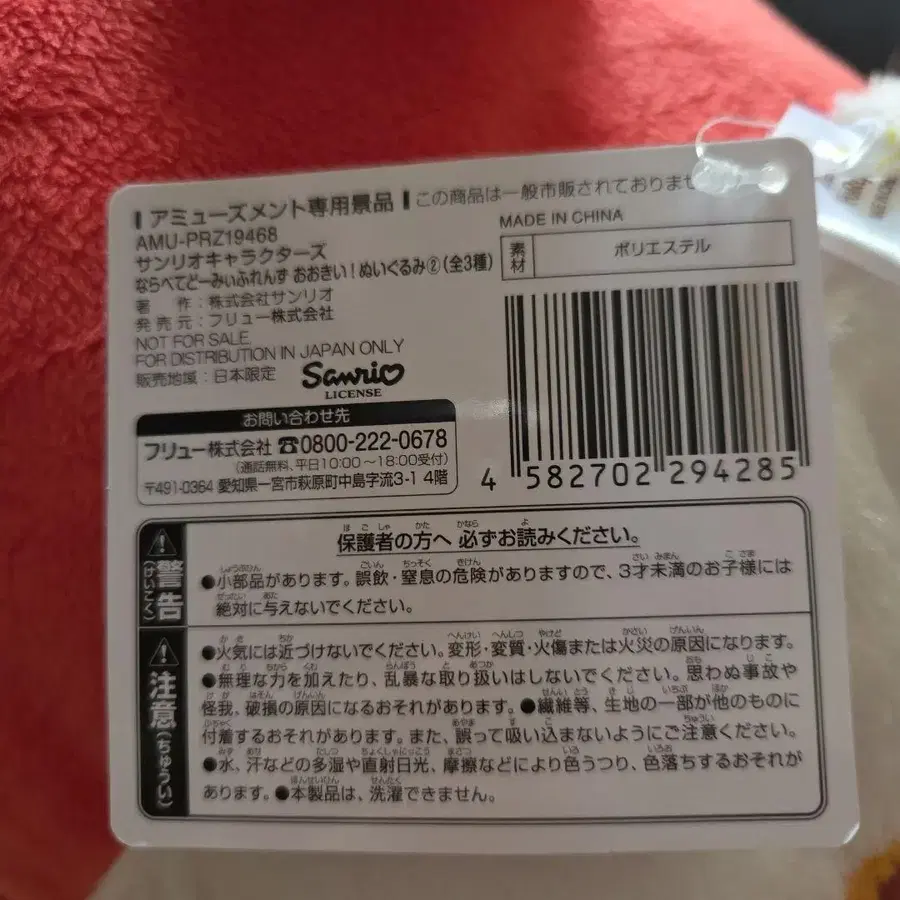 アミューズメント専用景品
この商品は一般市販されておりませ
AMU-PRZ19468
サンリオキャラクターズ
ならべてどーみぃふれんず おおきい!ぬいぐるみ②(全3種)
著　作:株式会社サンリオ
発売元:フリュー株式会社
NOT FOR SALE
FOR DISTRIBUTION IN JAPAN ONLY
販売地域:日本限定
Sanrio
LICENSE
MADE IN CHINA
素材
ポリエステル
4 582702 294285
お問い合わせ先
フリュー株式会社 ☎0800-222-0678
(通話無料、平日10:00～18:00受付)
〒491-0364 愛知県一宮市萩原町中島字流3-1 4階
保護者の方へ 必ずお読みください。
警告(けいこく)
●小部品があります。誤飲・窒息の危険がありますので、3才未満のお子様には
絶対に与えないでください。
注意(ちゅうい)
●火気には近づけないでください。変形・変質・火傷または火災の原因になります。
●無理な力を加えたり、乱暴な取り扱いはしないでください。思わぬ事故や
怪我、破損の原因になるおそれがあります。●繊維等、生地の一部が他のものに
付着するおそれがあります。また、誤って吸い込まないようにご注意ください。
●水、汗などの多湿や直射日光、摩擦などにより色うつり、色落ちするおそれが
あります。●本製品は、洗濯できません。